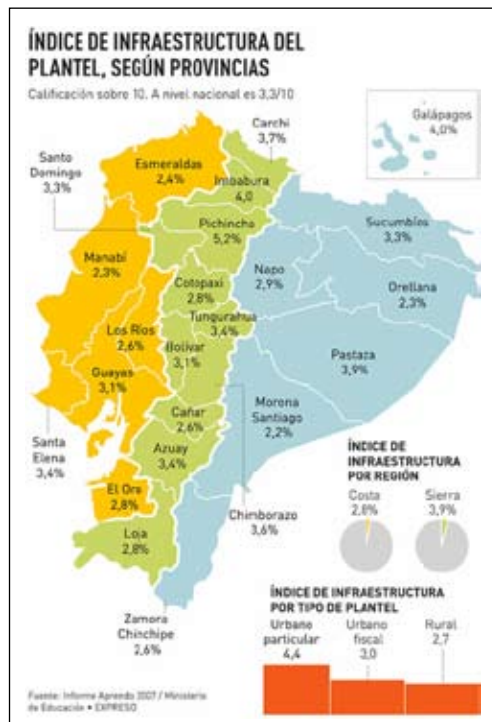 ÍNDICE DE INFRAESTRUCTURA DEL
PLANTEL, SEGÚN PROVINCIAS
Calificación sobre 10. A nivel nacional es 3,3/10
Galápagos
4,0%
Carchi
3,7%
Santo
Domingo
3,3%
Esmeraldas
2,4%
Imbabura
4,0
Pichincha
5,2%
Sucumbíos
3,3%
Manabí
2,3%
Napo
2,9%
Cotopaxi
2,8%
Orellana
2,3%
Tungurahua
3,4%
Los Ríos
2,6%
Bolívar
3,1%
Pastaza
3,9%
Guayas
3,1%
Morona
Santiago
2,2%
Cañar
2,6%
Santa
Elena
3,4%
Azuay
3,4%
El Oro
2,8%
Chimborazo
3,6%
Loja
2,8%
Zamora
Chinchipe
2,6%
ÍNDICE DE
INFRAESTRUCTURA
POR REGIÓN
Costa
2,8%
Sierra
3,9%
ÍNDICE DE INFRAESTRUCTURA
POR TIPO DE PLANTEL
Urbano
particular
4,4
Urbano
fiscal
3,0
Rural
2,7
Fuente: Informe Aprendo 2007 / Ministerio
de Educación • EXPRESO